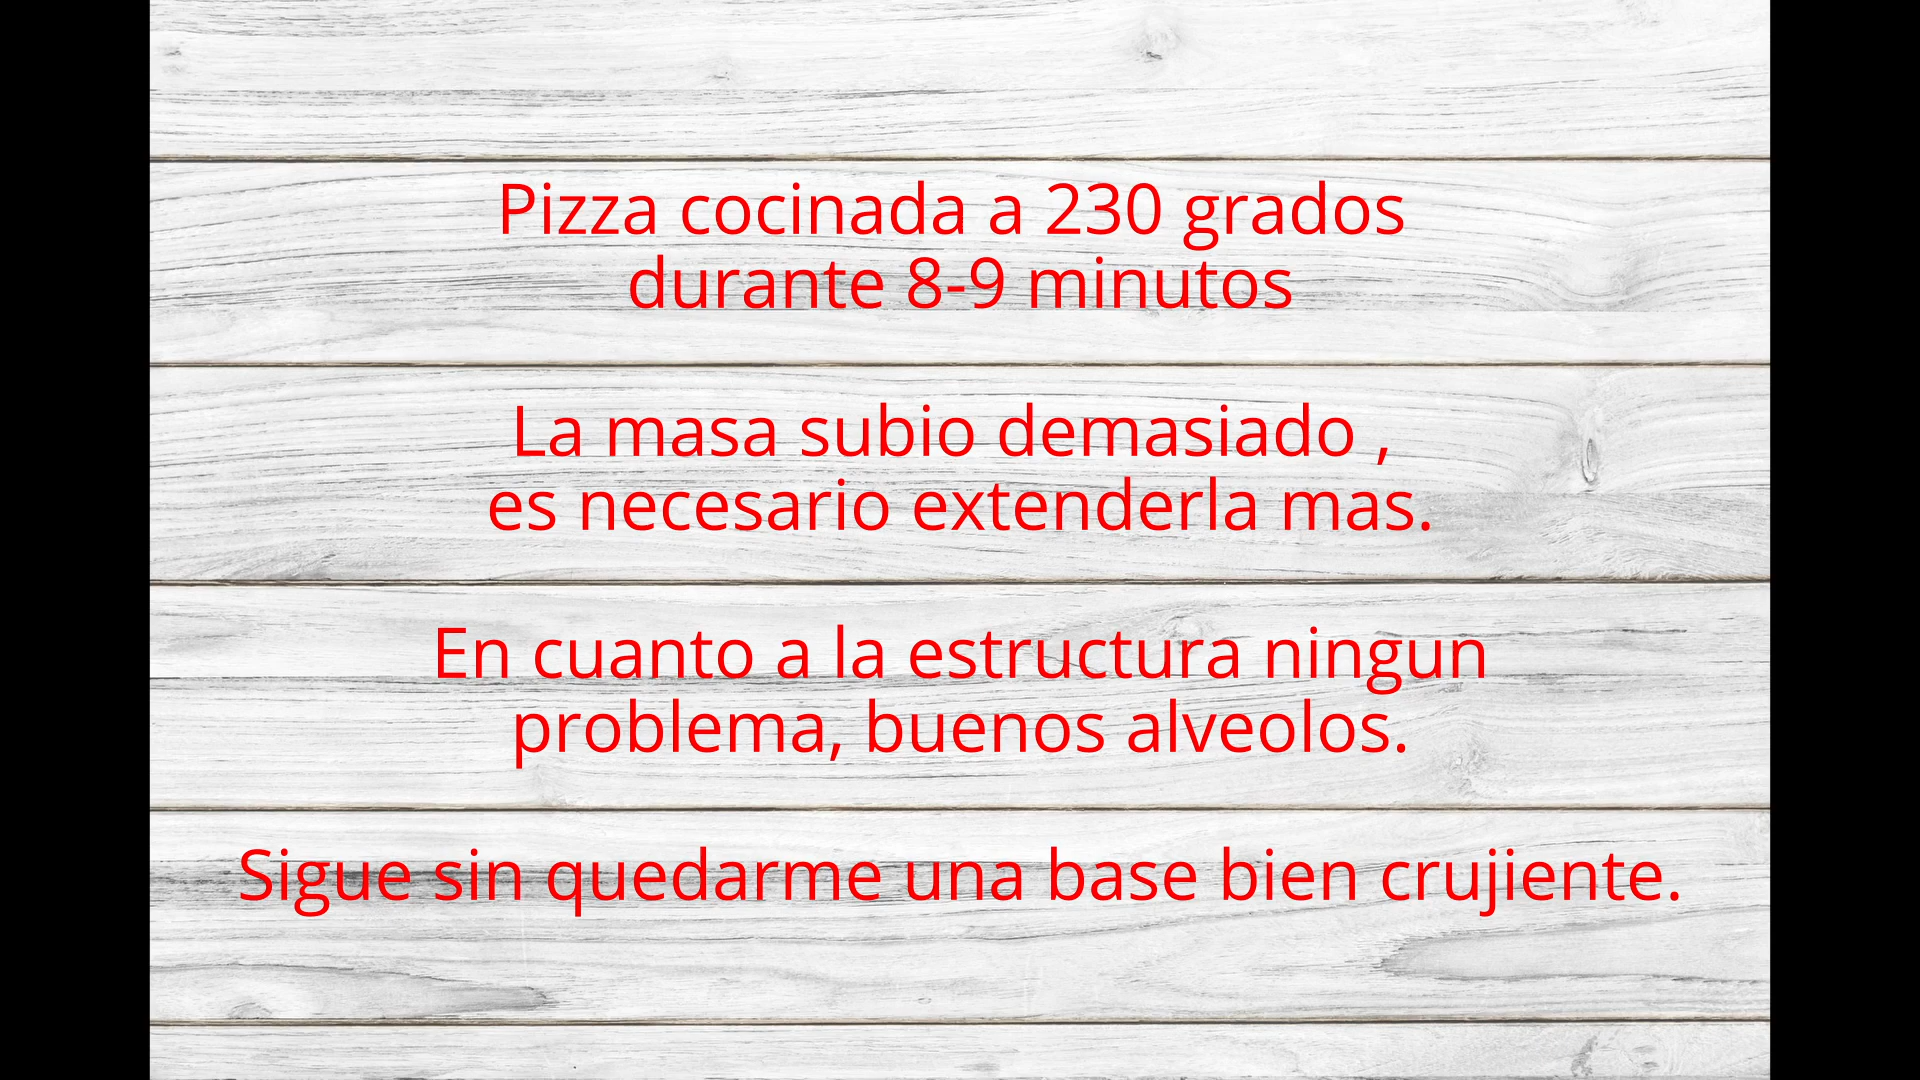 Pizza cocinada a 230 grados
durante 8-9 minutos
La masa subio demasiado ,
es necesario extenderla mas.
En cuanto a la estructura ningun
problema, buenos alveolos.
Sigue sin quedarme una base bien crujiente.